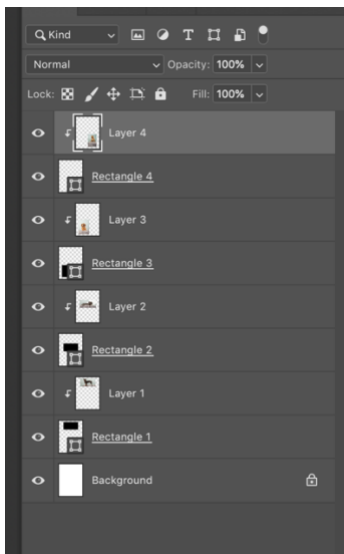 Kind
Normal Opacity: 100%
Lock: Fill: 100%
Layer 4
Rectangle 4
Layer 3
Rectangle 3
Layer 2
Rectangle 2
Layer 1
Rectangle 1
Background